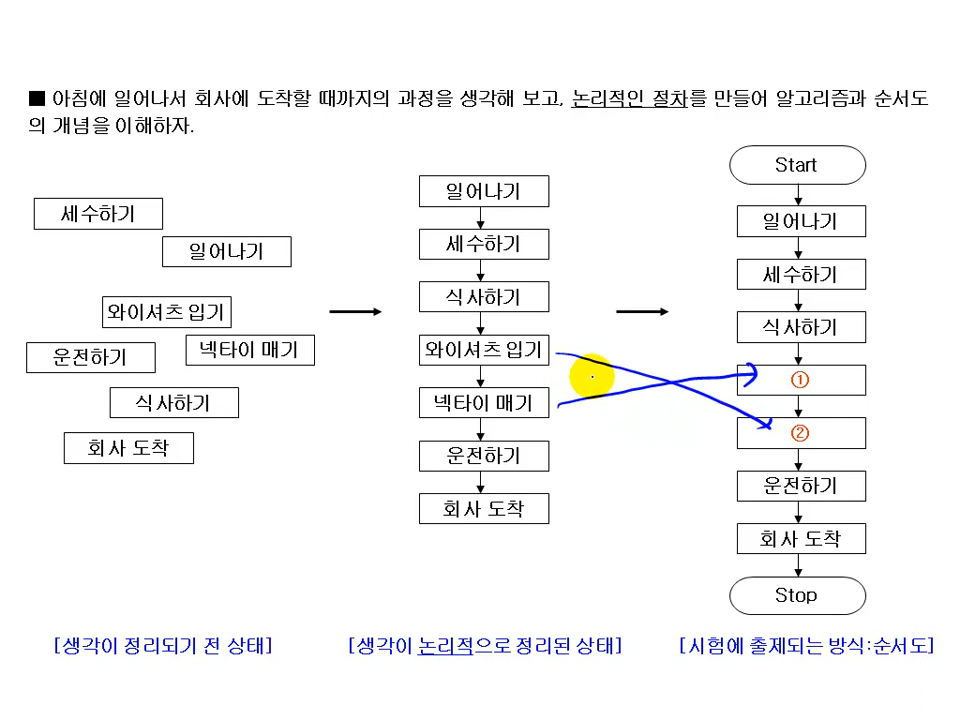 ■ 아침에 일어나서 회사에 도착할 때까지의 과정을 생각해 보고, 논리적인 절차를 만들어 알고리즘과 순서도
의 개념을 이해하자.
세수하기
일어나기
와이셔츠 입기
운전하기
넥타이 매기
식사하기
회사 도착
[생각이 정리되기 전 상태]
일어나기
세수하기
식사하기
와이셔츠 입기
넥타이 매기
운전하기
회사 도착
[생각이 논리적으로 정리된 상태]
Start
일어나기
세수하기
식사하기
①
②
운전하기
회사 도착
Stop
[시험에 출제되는 방식:순서도]